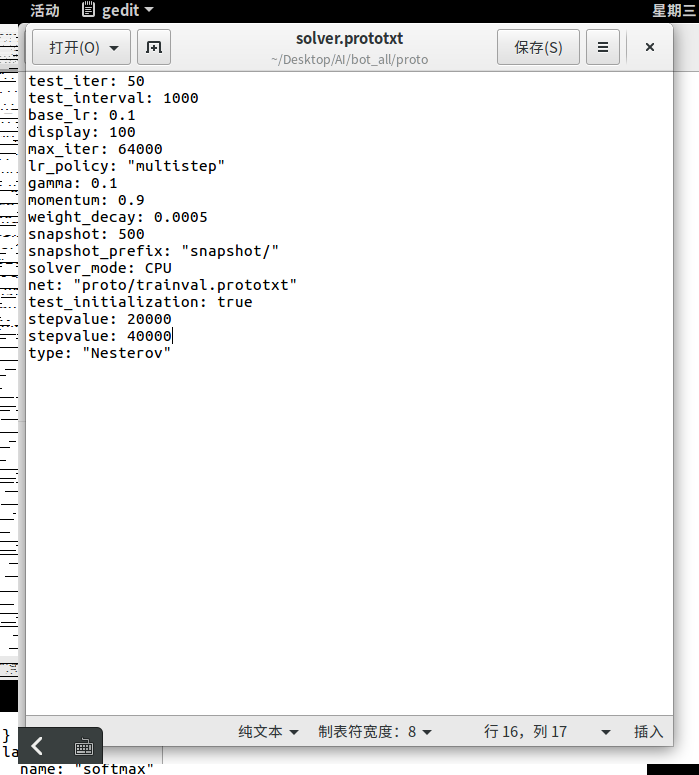 活动
gedit
星期三
打开(O)
solver.prototxt
~/Desktop/AI/bot_all/proto
保存(S)
test_iter: 50
test_interval: 1000
base_lr: 0.1
display: 100
max_iter: 64000
lr_policy: "multistep"
gamma: 0.1
momentum: 0.9
weight_decay: 0.0005
snapshot: 500
snapshot_prefix: "snapshot/"
solver_mode: CPU
net: "proto/trainval.prototxt"
test_initialization: true
stepvalue: 20000
stepvalue: 40000
type: "Nesterov"
纯文本
制表符宽度：8
行 16，列 17
插入
}
la
name: "softmax"